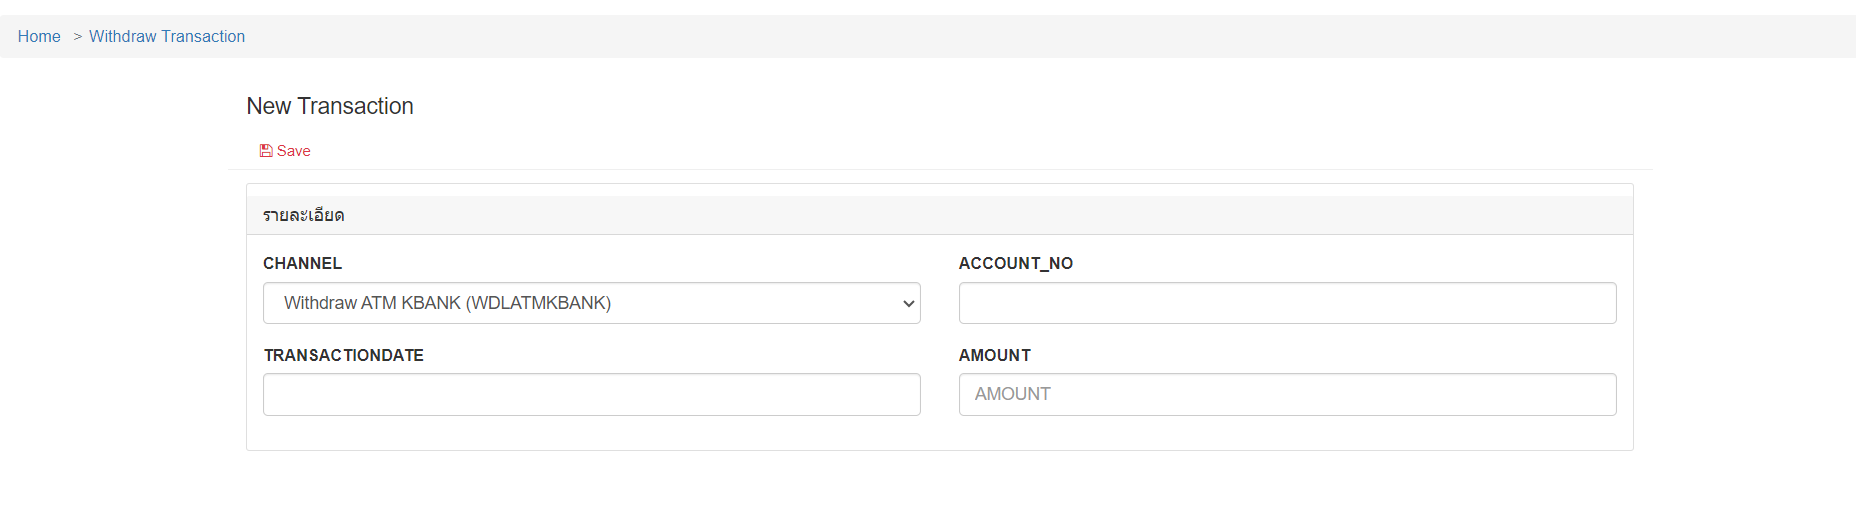 Home > Withdraw Transaction
New Transaction
Save
รายละเอียด
CHANNEL
ACCOUNT_NO
Withdraw ATM KBANK (WDLATMKBANK)
TRANSACTIONDATE
AMOUNT
AMOUNT